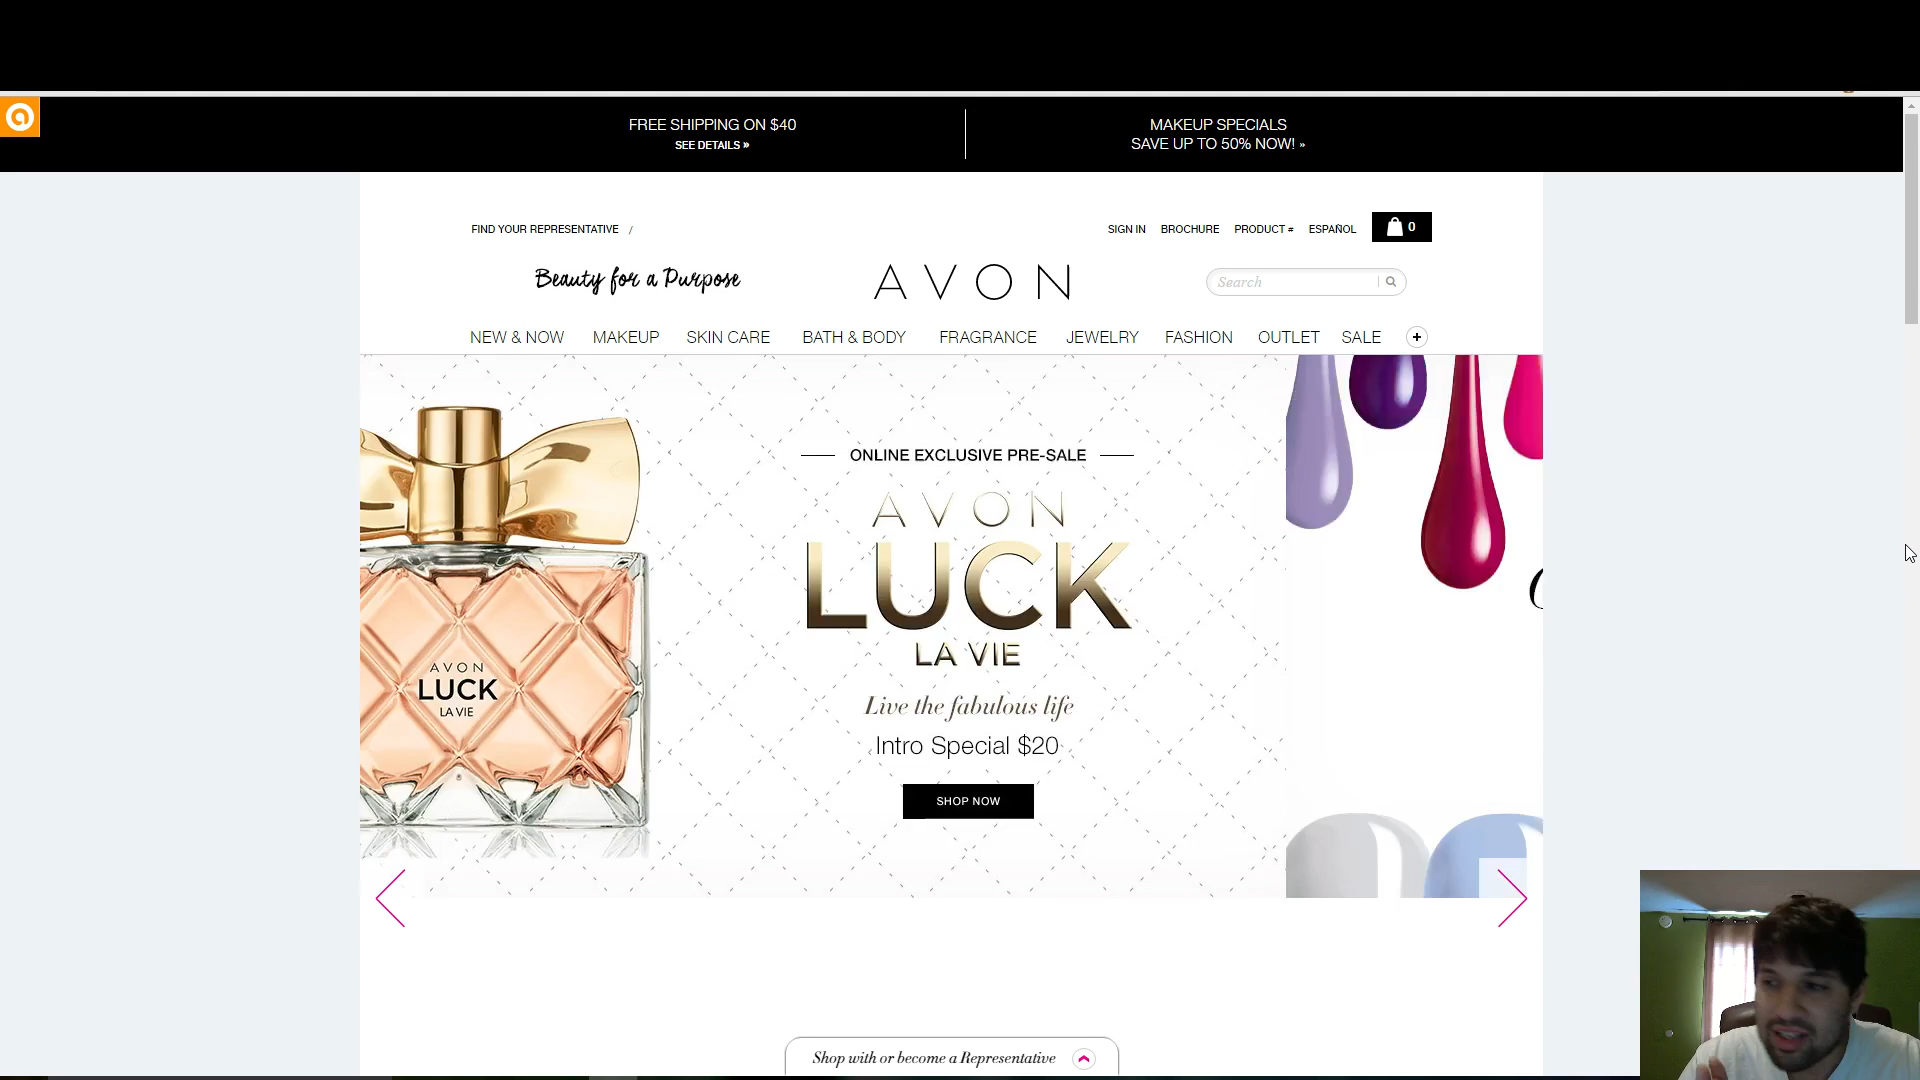 FREE SHIPPING ON $40
SEE DETAILS »
MAKEUP SPECIALS
SAVE UP TO 50% NOW! »
FIND YOUR REPRESENTATIVE /
SIGN IN BROCHURE PRODUCT # ESPAÑOL 0
Beauty for a Purpose
AVON
Search
NEW & NOW MAKEUP SKIN CARE BATH & BODY FRAGRANCE JEWELRY FASHION OUTLET SALE
ONLINE EXCLUSIVE PRE-SALE
AVON
LUCK
LA VIE
Live the fabulous life
Intro Special $20
SHOP NOW
AVON
LUCK
LA VIE
Shop with or become a Representative